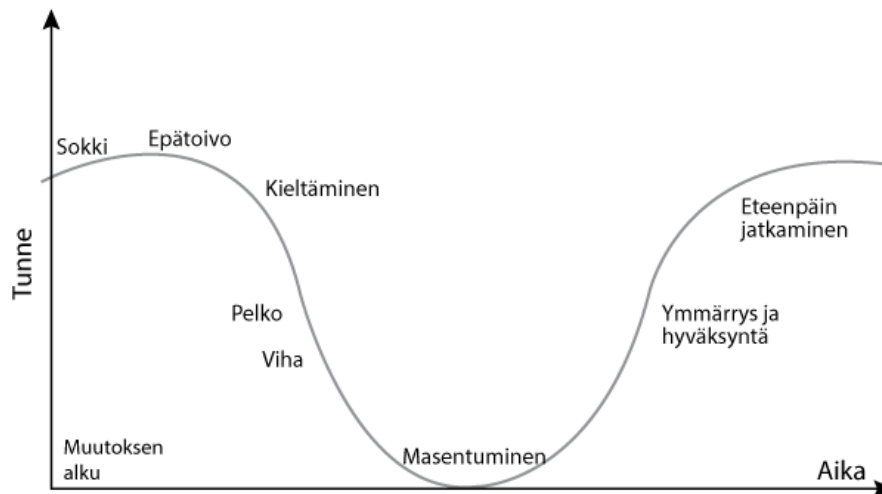 Sokki
Epätoivo
Kieltäminen
Eteenpäin
jatkaminen
Tunne
Pelko
Ymmärrys ja
hyväksyntä
Viha
Muutoksen
alku
Masentuminen
Aika